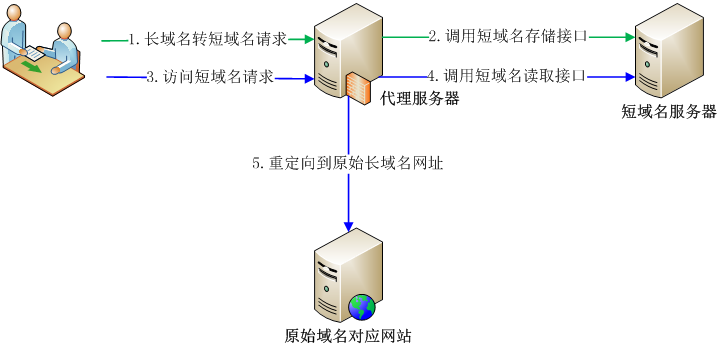 1.长域名转短域名请求
2.调用短域名存储接口
3.访问短域名请求
4.调用短域名读取接口
代理服务器
短域名服务器
5.重定向到原始长域名网址
原始域名对应网站